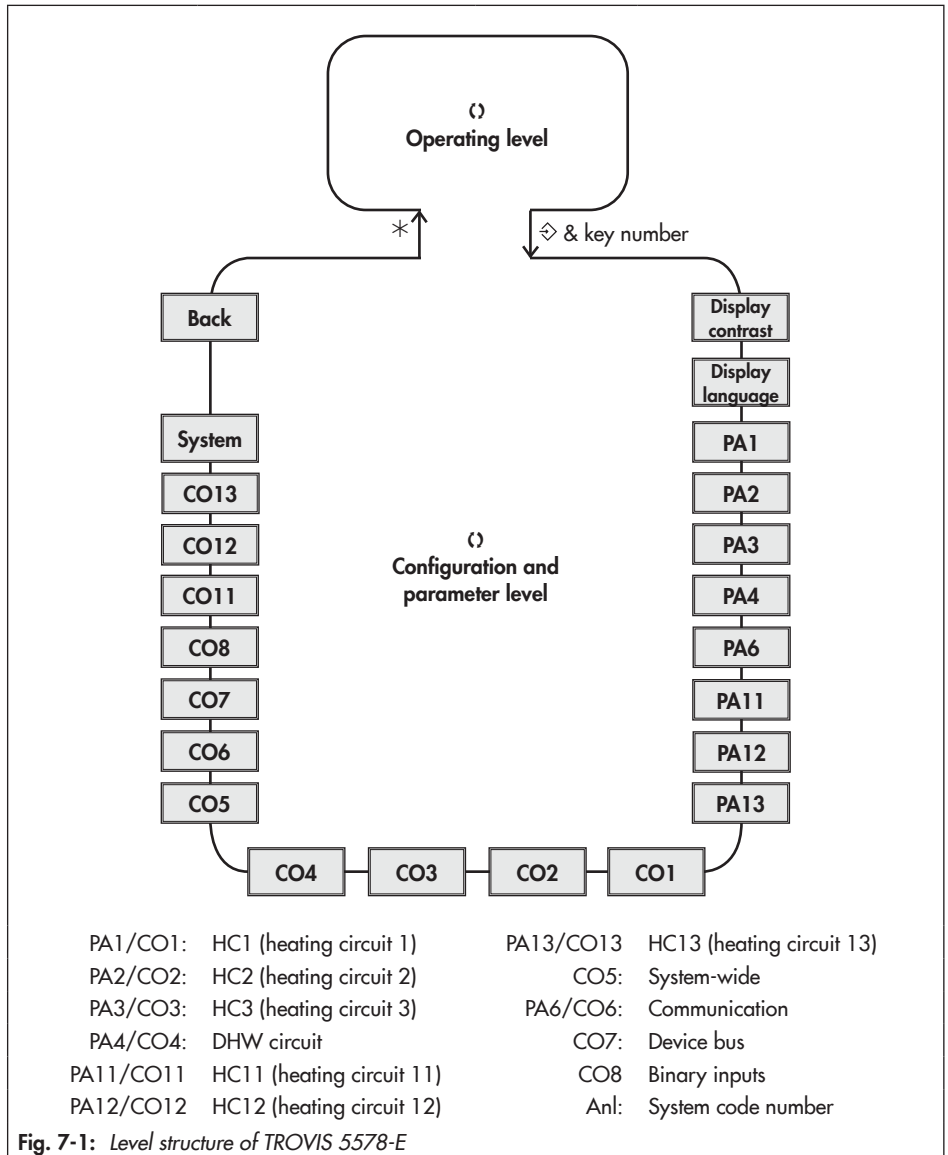 Operating level
* & key number
Back
Display contrast
Display language
System
PA1
CO13
PA2
CO12
PA3
Configuration and
parameter level
CO11
PA4
CO8
PA6
CO7
PA11
CO6
PA12
CO5
PA13
CO4 CO3 CO2 CO1
PA1/CO1: HC1 (heating circuit 1)
PA2/CO2: HC2 (heating circuit 2)
PA3/CO3: HC3 (heating circuit 3)
PA4/CO4: DHW circuit
PA11/CO11 HC11 (heating circuit 11)
PA12/CO12 HC12 (heating circuit 12)
PA13/CO13 HC13 (heating circuit 13)
CO5: System-wide
PA6/CO6: Communication
CO7: Device bus
CO8 Binary inputs
Anl: System code number
Fig. 7-1: Level structure of TROVIS 5578-E